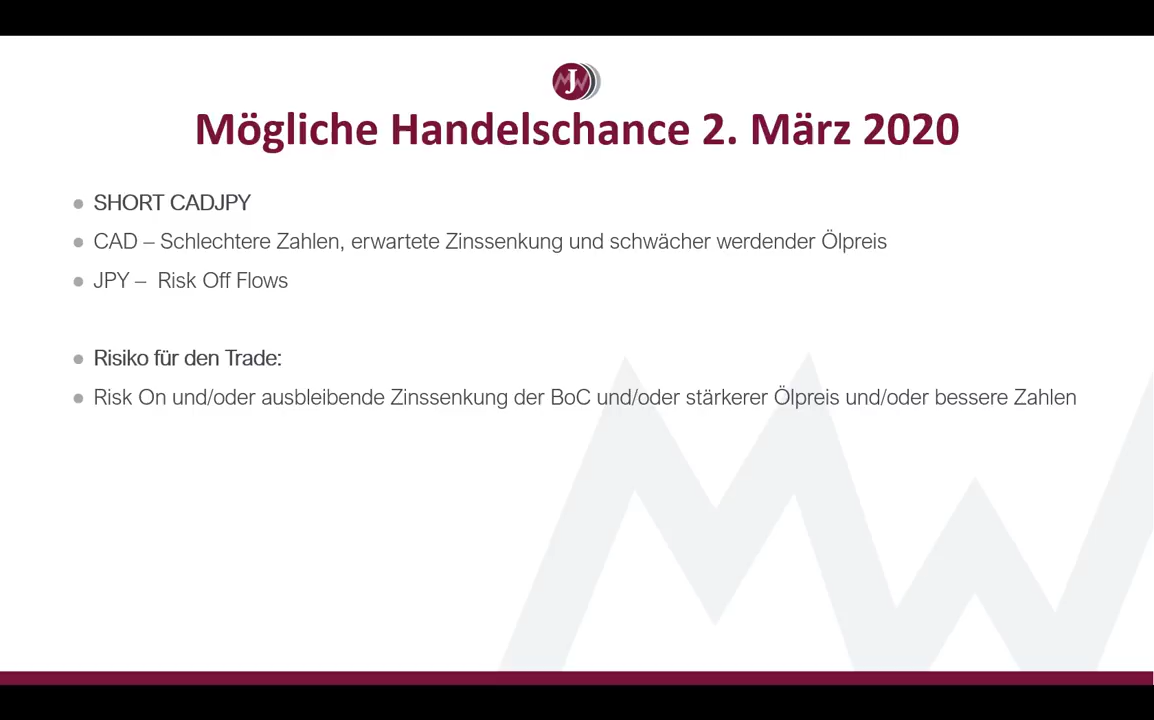 J
Mögliche Handelschance 2. März 2020
SHORT CADJPY
CAD – Schlechtere Zahlen, erwartete Zinssenkung und schwächer werdender Ölpreis
JPY – Risk Off Flows
Risiko für den Trade:
Risk On und/oder ausbleibende Zinssenkung der BoC und/oder stärkerer Ölpreis und/oder bessere Zahlen